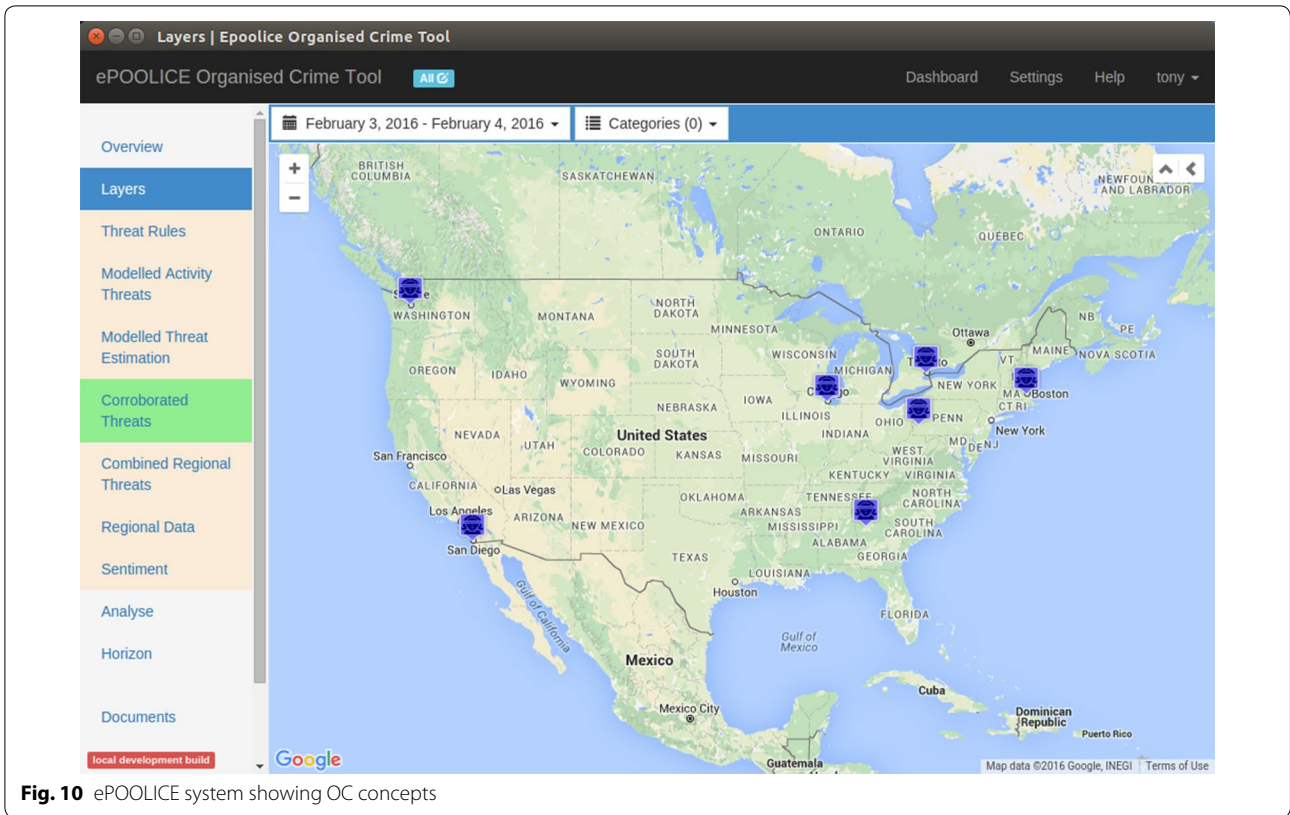 Layers | Epoolice Organised Crime Tool
ePOOLICE Organised Crime Tool All Dashboard Settings Help tony
Overview
Layers
Threat Rules
Modelled Activity
Threats
Modelled Threat
Estimation
Corroborated
Threats
Combined Regional
Threats
Regional Data
Sentiment
Analyse
Horizon
Documents
local development build
February 3, 2016 - February 4, 2016 Categories (0)
+
−
BRITISH
COLUMBIA
SASKATCHEWAN
NEWFOUN
AND LABRADOR
ONTARIO
QUEBEC
WASHINGTON
MONTANA
NORTH
DAKOTA
MINNESOTA
Ottawa
NB
PE
MAINE
NOVA SCOTIA
VT
OREGON
IDAHO
SOUTH
DAKOTA
WISCONSIN
MICHIGAN
WYOMING
NEW YORK
MA
Boston
CT
RI
NEBRASKA
IOWA
ILLINOIS
INDIANA
OHIO
PENN
New York
NEVADA
UTAH
COLORADO
United States
KANSAS
MISSOURI
WEST
VIRGINIA
MD
DE
NJ
San Francisco
KENTUCKY
VIRGINIA
CALIFORNIA
Las Vegas
OKLAHOMA
TENNESSEE
NORTH
CAROLINA
Los Angeles
ARIZONA
NEW MEXICO
ARKANSAS
MISSISSIPPI
SOUTH
CAROLINA
San Diego
ALABAMA
GEORGIA
TEXAS
LOUISIANA
Houston
FLORIDA
Gulf of
California
Gulf of
Mexico
Mexico
Cuba
Mexico City
Dominican
Republic
Puerto Rico
Guatemala
Google
Map data ©2016 Google, INEGI Terms of Use
Fig. 10 ePOOLICE system showing OC concepts